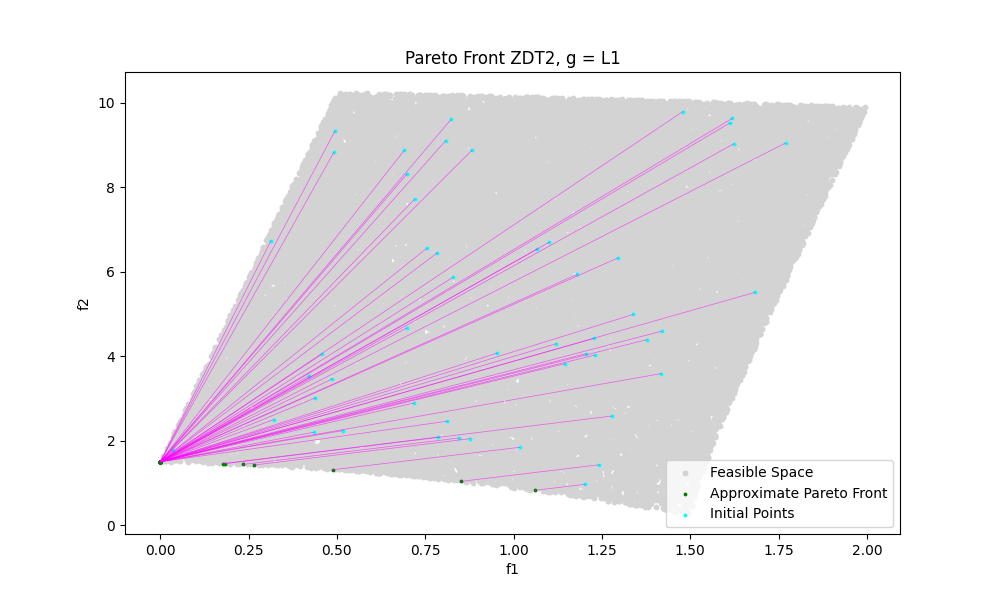 Pareto Front ZDT2, g = L1
10
8
6
4
2
0
f2
0.00 0.25 0.50 0.75 1.00 1.25 1.50 1.75 2.00
f1
Feasible Space
Approximate Pareto Front
Initial Points